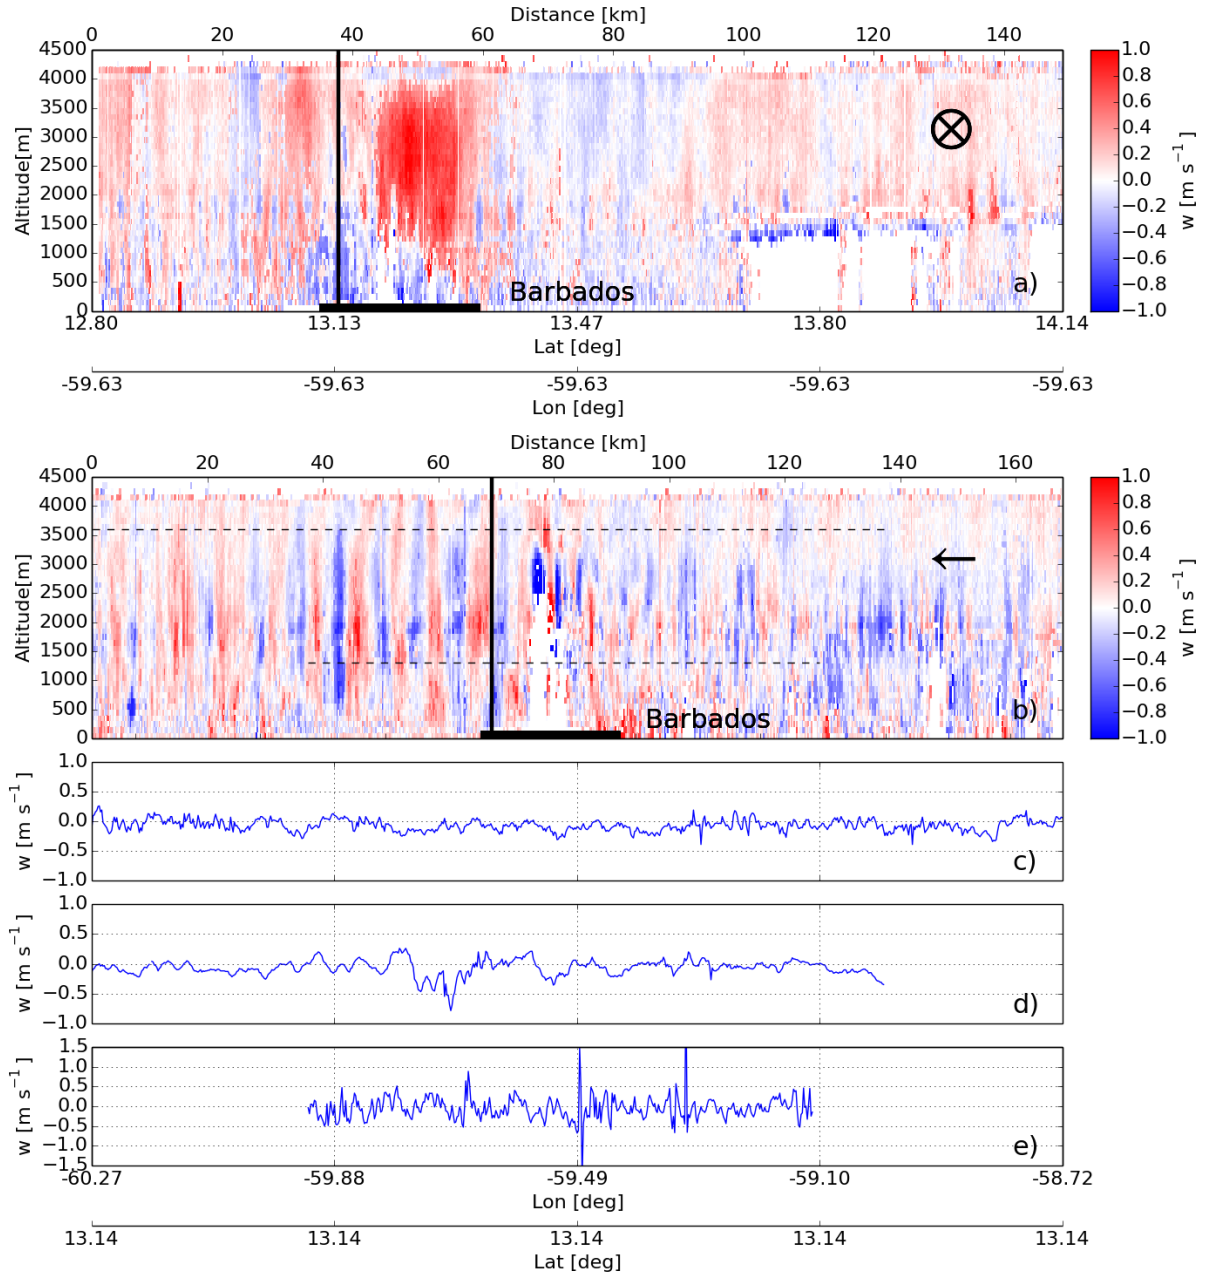 Distance [km]
0 20 40 60 80 100 120 140
4500
4000
3500
3000
2500
2000
1500
1000
500
0
Altitude[m]
Barbados
a)
1.0
0.8
0.6
0.4
0.2
0.0
−0.2
−0.4
−0.6
−0.8
−1.0
w [m s⁻¹]
12.80 13.13 13.47 13.80 14.14
Lat [deg]
-59.63 -59.63 -59.63 -59.63 -59.63
Lon [deg]
Distance [km]
0 20 40 60 80 100 120 140 160
4500
4000
3500
3000
2500
2000
1500
1000
500
0
Altitude[m]
Barbados
b)
1.0
0.8
0.6
0.4
0.2
0.0
−0.2
−0.4
−0.6
−0.8
−1.0
w [m s⁻¹]
1.0
0.5
0.0
−0.5
−1.0
w [m s⁻¹]
c)
1.0
0.5
0.0
−0.5
−1.0
w [m s⁻¹]
d)
1.5
1.0
0.5
0.0
−0.5
−1.0
−1.5
w [m s⁻¹]
e)
-60.27 -59.88 -59.49 -59.10 -58.72
Lon [deg]
13.14 13.14 13.14 13.14 13.14
Lat [deg]